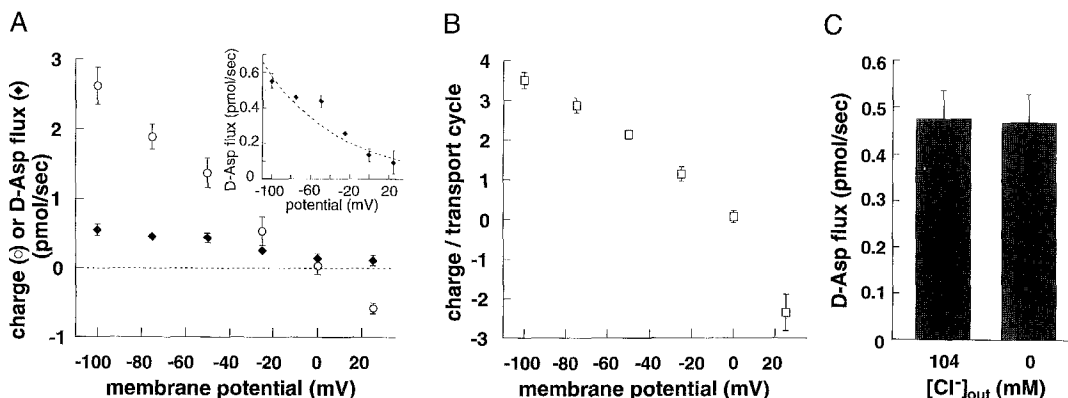 A
charge (○) or D-Asp flux (◆)
(pmol/sec)
3
2
1
0
-1
-100 -80 -60 -40 -20 0 20
membrane potential (mV)
D-Asp flux (pmol/sec)
0.6
0.4
0.2
0
-100 -60 -20 20
potential (mV)
B
charge / transport cycle
4
3
2
1
0
-1
-2
-3
-100 -80 -60 -40 -20 0 20
membrane potential (mV)
C
D-Asp flux (pmol/sec)
0.6
0.5
0.4
0.3
0.2
0.1
0
104 0
[Cl⁻]out (mM)